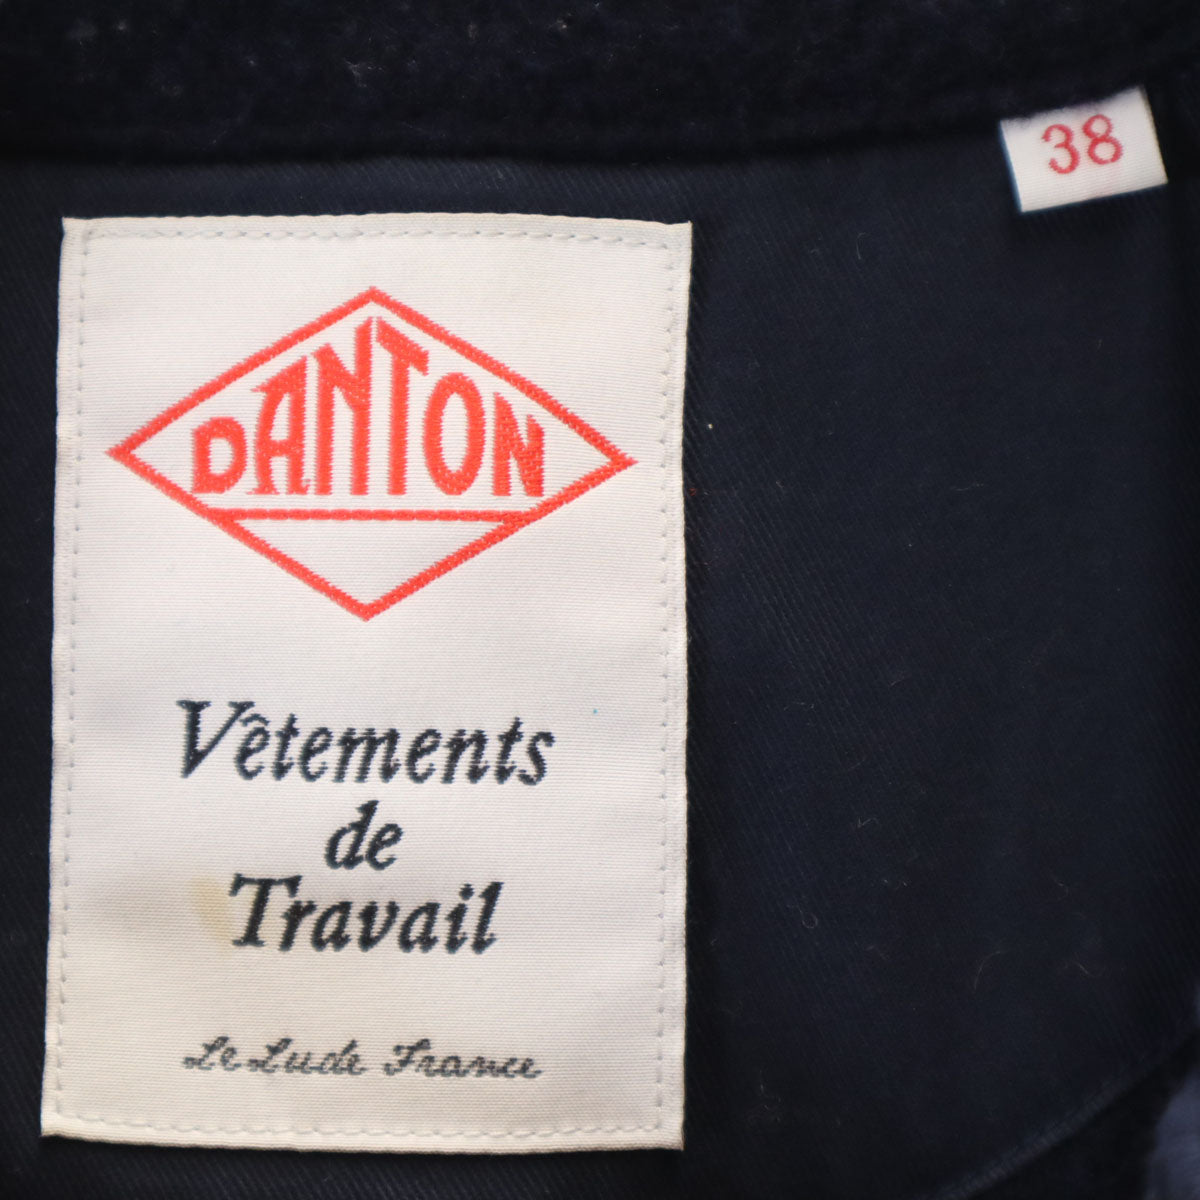 38
DANTON
Vêtements
de
Travail
Le Lude France